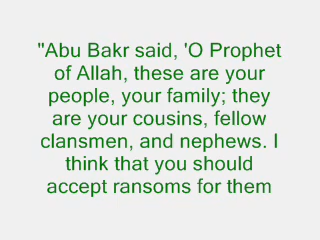 "Abu Bakr said, 'O Prophet
of Allah, these are your
people, your family; they
are your cousins, fellow
clansmen, and nephews. I
think that you should
accept ransoms for them